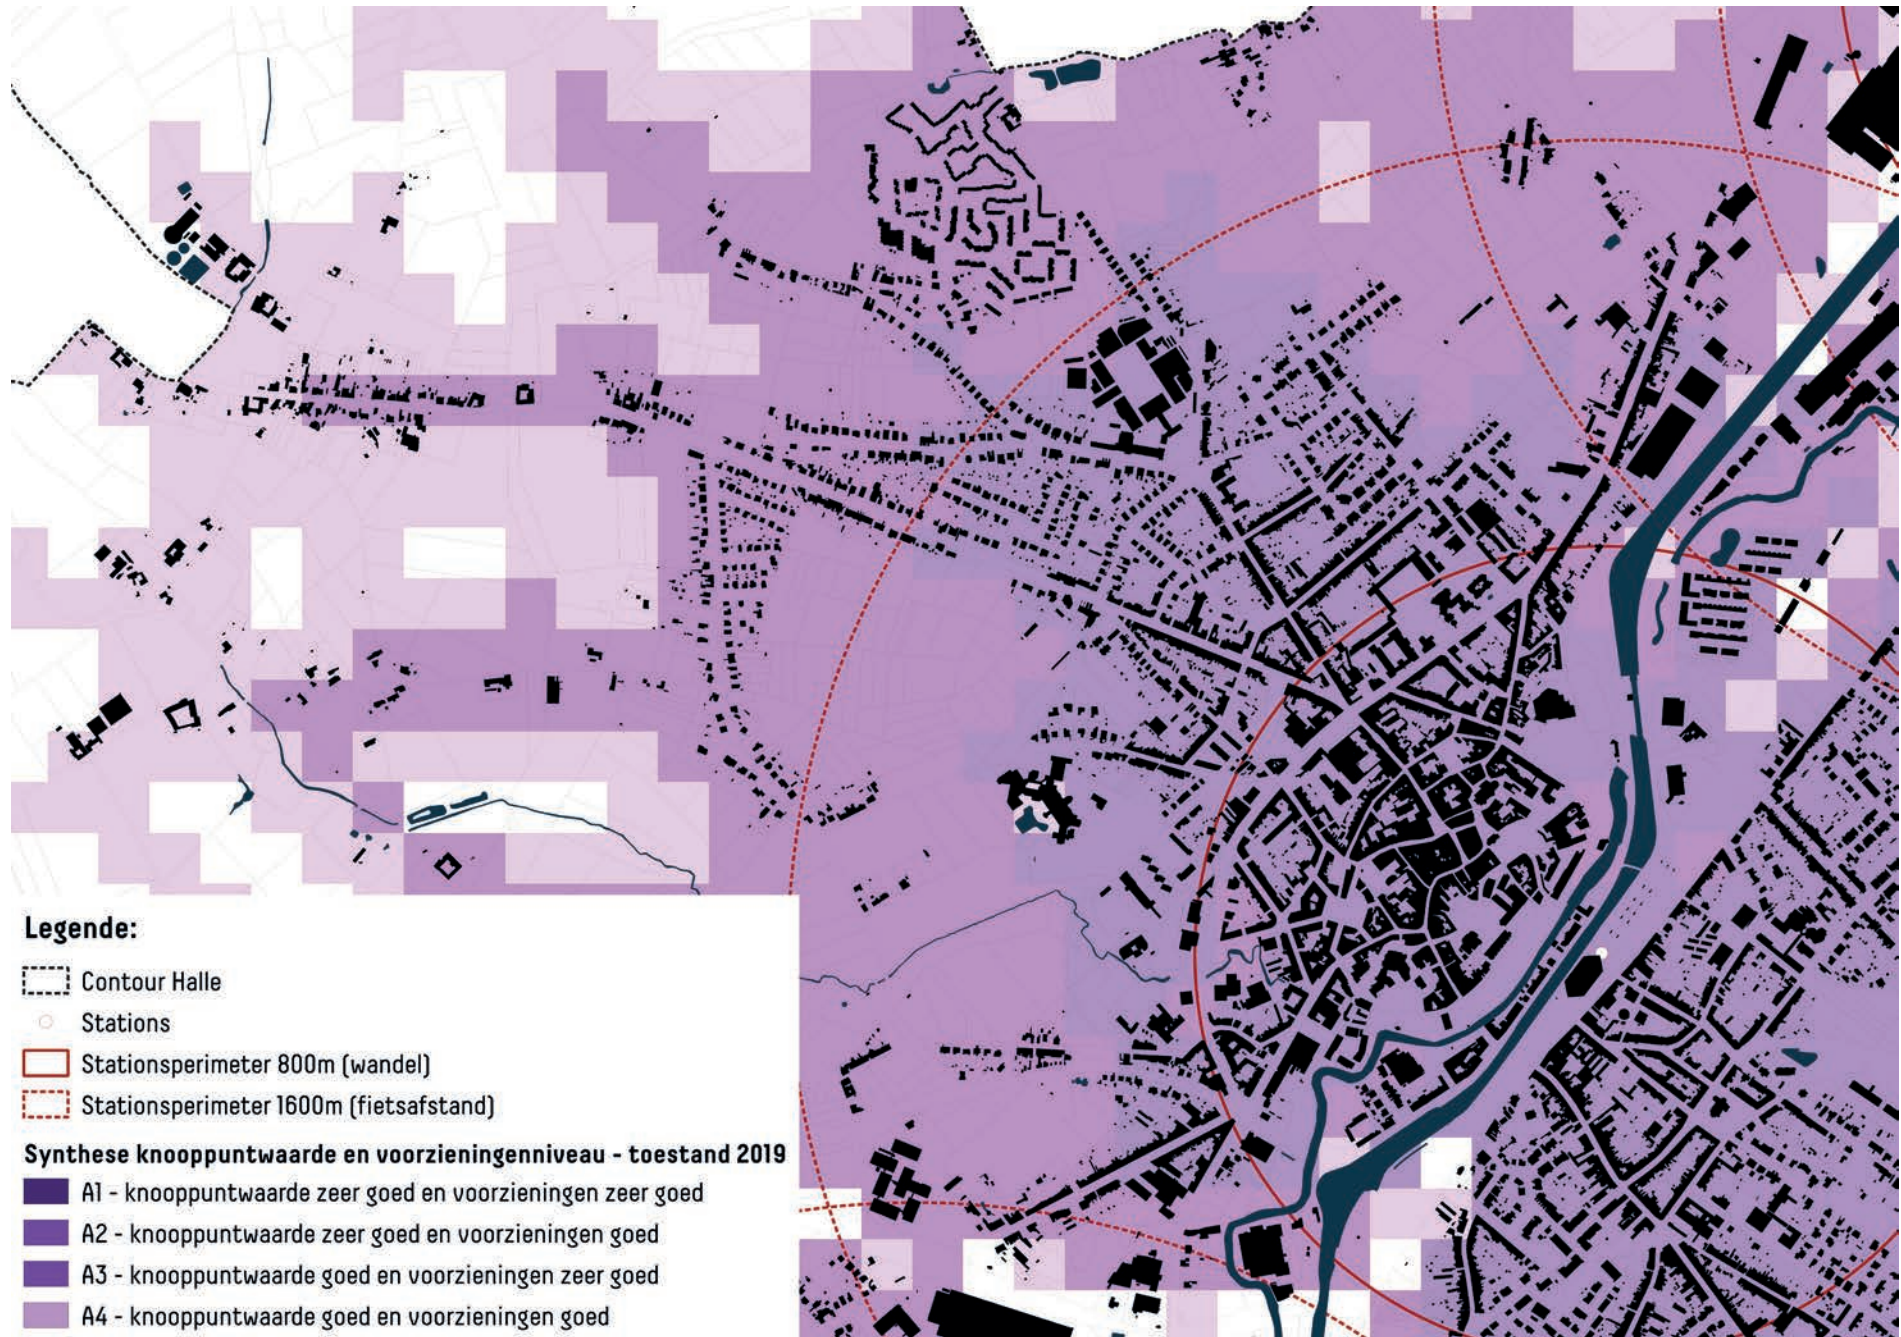 Legende:
Contour Halle
Stations
Stationsperimeter 800m (wandel)
Stationsperimeter 1600m (fietsafstand)
Synthese knooppuntwaarde en voorzieningenniveau - toestand 2019
A1 - knooppuntwaarde zeer goed en voorzieningen zeer goed
A2 - knooppuntwaarde zeer goed en voorzieningen goed
A3 - knooppuntwaarde goed en voorzieningen zeer goed
A4 - knooppuntwaarde goed en voorzieningen goed